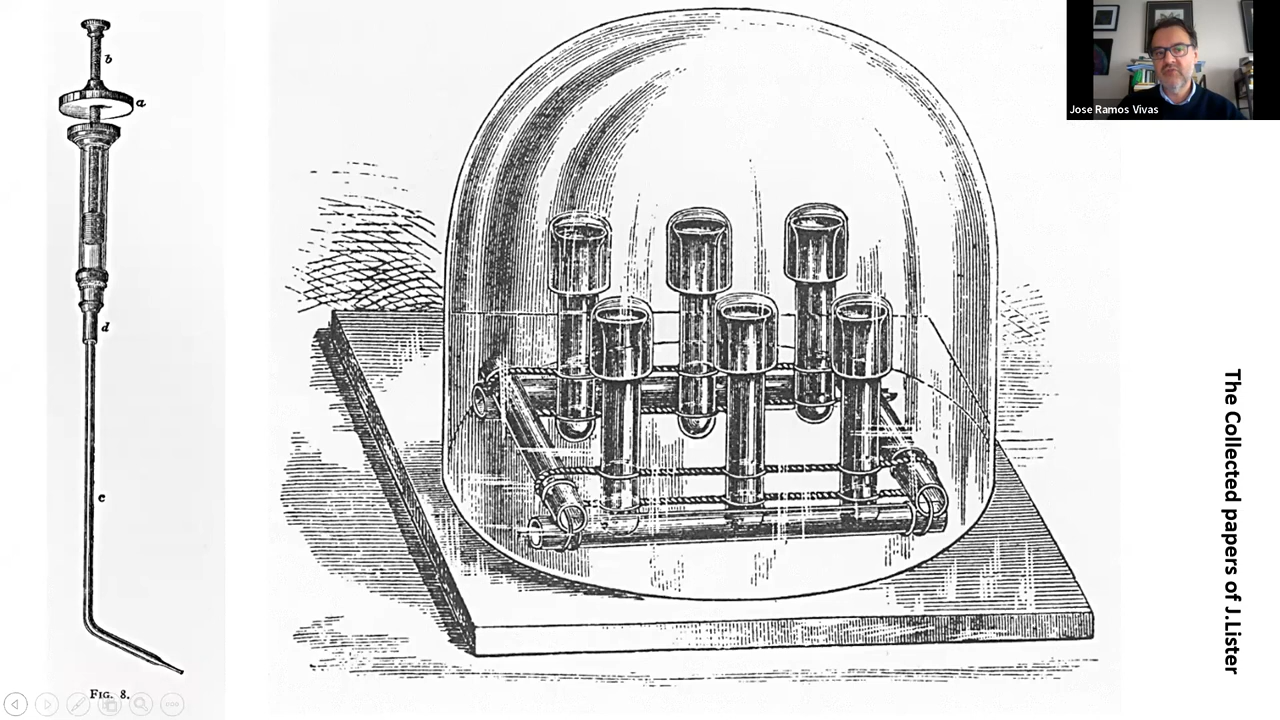 b
a
d
c
FIG. 8.
Jose Ramos Vivas
The Collected papers of J.Lister